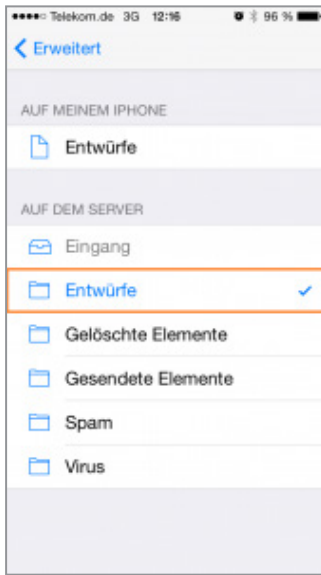 Telekom.de 3G 12:16 96 %
Erweitert
AUF MEINEM IPHONE
Entwürfe
AUF DEM SERVER
Eingang
Entwürfe
Gelöschte Elemente
Gesendete Elemente
Spam
Virus